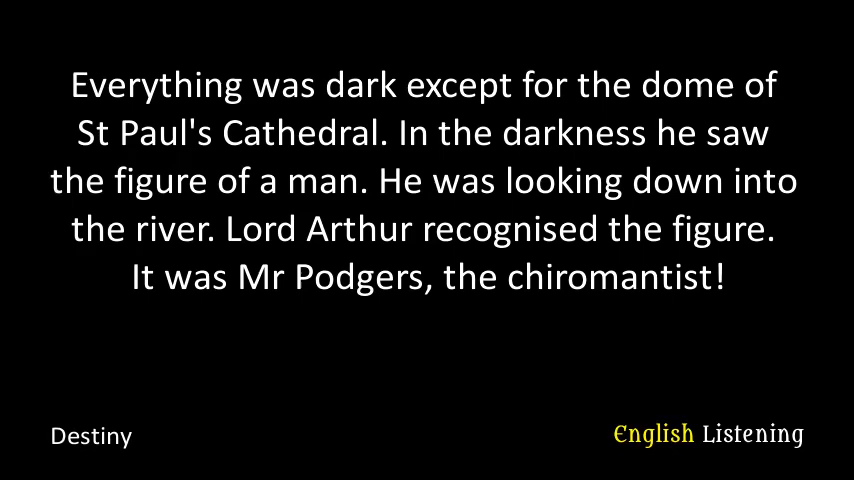 Everything was dark except for the dome of
St Paul's Cathedral. In the darkness he saw
the figure of a man. He was looking down into
the river. Lord Arthur recognised the figure.
It was Mr Podgers, the chiromantist!
Destiny
English Listening